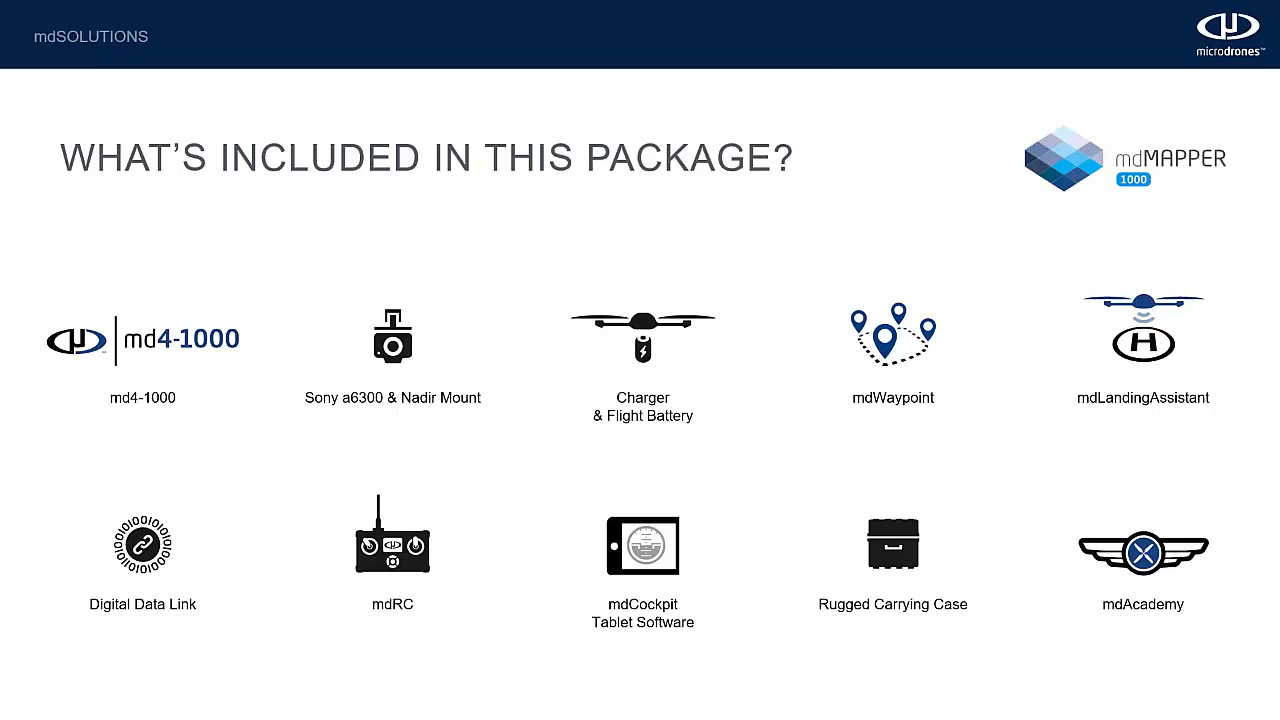 mdSOLUTIONS
microdrones™
WHAT'S INCLUDED IN THIS PACKAGE?
mdMAPPER
1000
md4-1000
md4-1000
Sony a6300 & Nadir Mount
Charger
& Flight Battery
mdWaypoint
H
mdLandingAssistant
Digital Data Link
mdRC
mdCockpit
Tablet Software
Rugged Carrying Case
mdAcademy